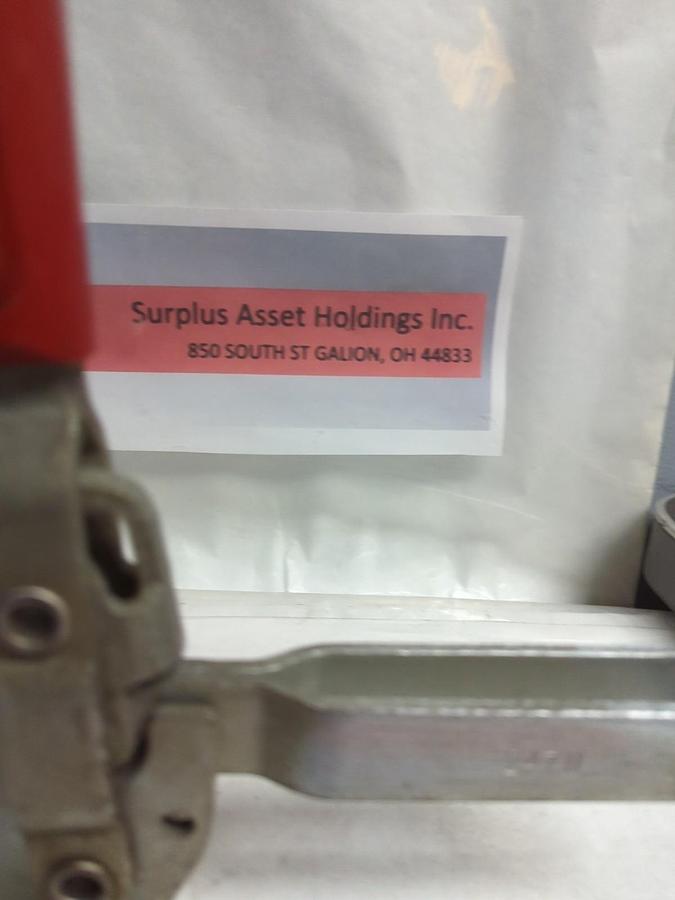 Surplus Asset Holdings Inc.
850 SOUTH ST GALION, OH 44833